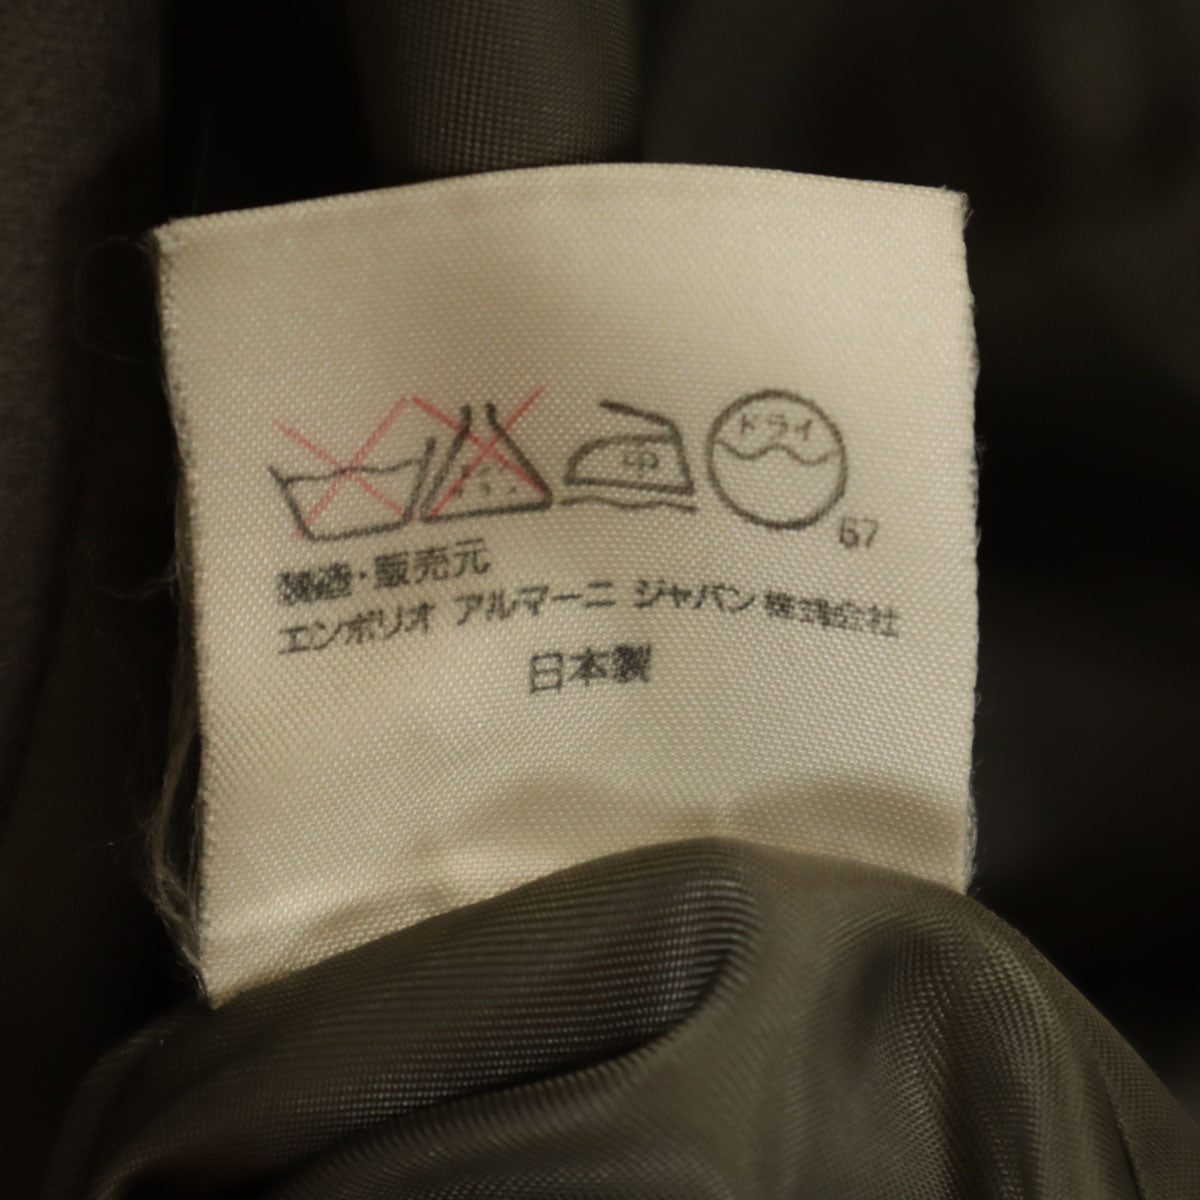 中 ドライ
67
製造・販売元
エンポリオ アルマーニ ジャパン株式会社
日本製